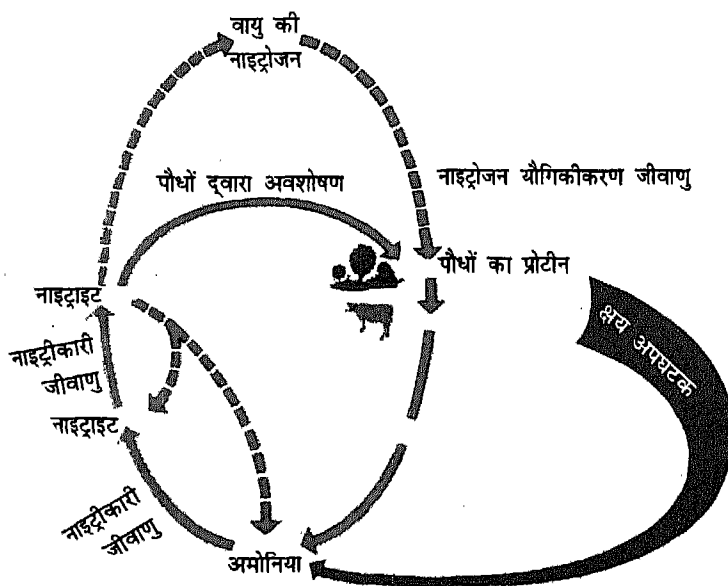 वायु की
नाइट्रोजन
पौधों द्वारा अवशोषण
नाइट्रोजन यौगिकीकरण जीवाणु
पौधों का प्रोटीन
नाइट्राइट
क्षय अपघटक
नाइट्रीकारी
जीवाणु
नाइट्राइट
नाइट्रीकारी
जीवाणु
अमोनिया